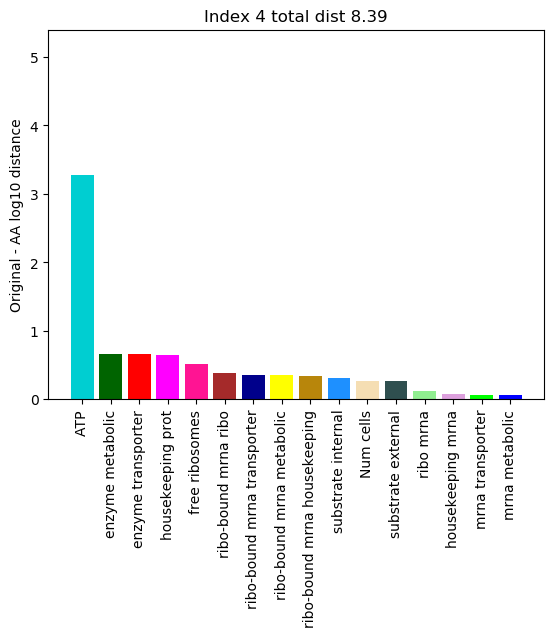 Index 4 total dist 8.39
Original - AA log10 distance
5
4
3
2
1
0
ATP
enzyme metabolic
enzyme transporter
housekeeping prot
free ribosomes
ribo-bound mrna ribo
ribo-bound mrna transporter
ribo-bound mrna metabolic
ribo-bound mrna housekeeping
substrate internal
Num cells
substrate external
ribo mrna
housekeeping mrna
mrna transporter
mrna metabolic